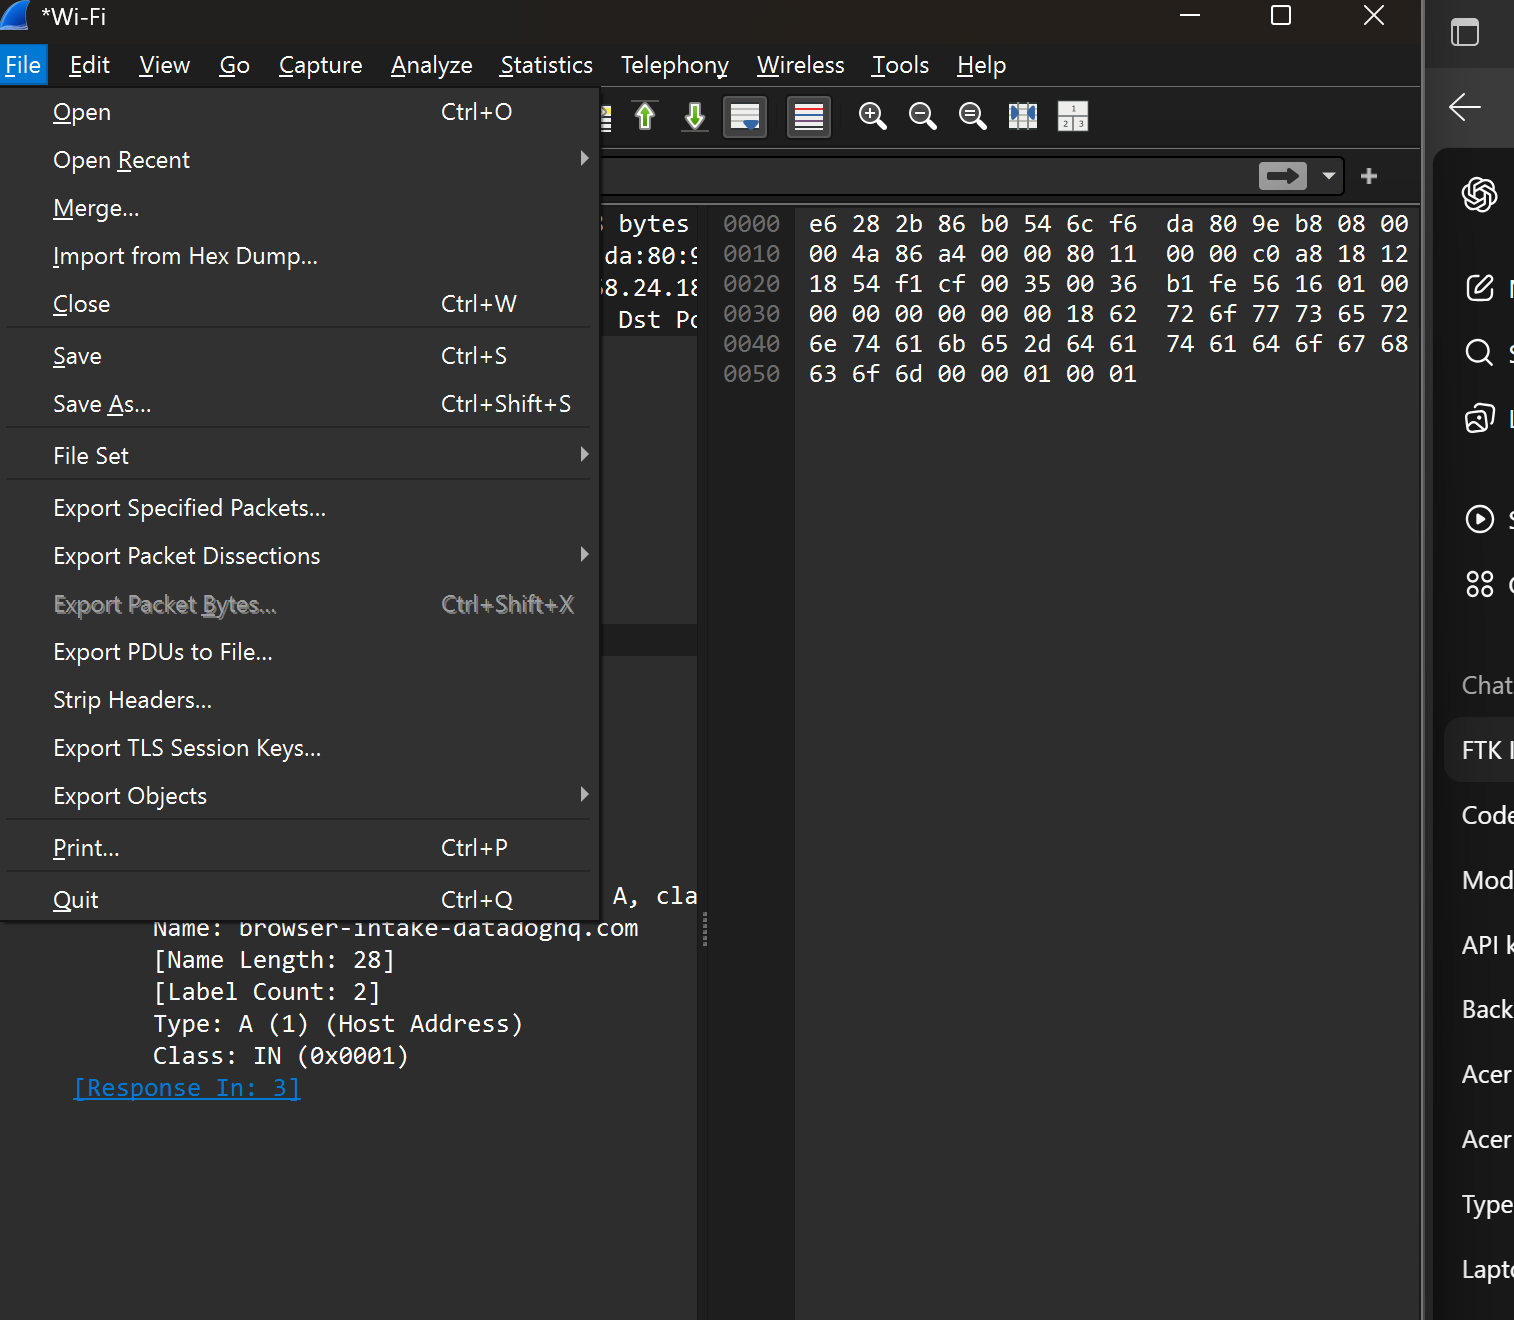 *Wi-Fi
File Edit View Go Capture Analyze Statistics Telephony Wireless Tools Help
Open Ctrl+O
Open Recent
Merge...
Import from Hex Dump...
Close Ctrl+W
Save Ctrl+S
Save As... Ctrl+Shift+S
File Set
Export Specified Packets...
Export Packet Dissections
Export Packet Bytes... Ctrl+Shift+X
Export PDUs to File...
Strip Headers...
Export TLS Session Keys...
Export Objects
Print... Ctrl+P
Quit Ctrl+Q
bytes
da:80:9
8.24.18
Dst Po
A, cla
Name: browser-intake-datadoghq.com
[Name Length: 28]
[Label Count: 2]
Type: A (1) (Host Address)
Class: IN (0x0001)
[Response In: 3]
0000 e6 28 2b 86 b0 54 6c f6 da 80 9e b8 08 00
0010 00 4a 86 a4 00 00 80 11 00 00 c0 a8 18 12
0020 18 54 f1 cf 00 35 00 36 b1 fe 56 16 01 00
0030 00 00 00 00 00 00 18 62 72 6f 77 73 65 72
0040 6e 74 61 6b 65 2d 64 61 74 61 64 6f 67 68
0050 63 6f 6d 00 00 01 00 01
Chat
FTK
Code
Mod
API k
Back
Acer
Acer
Type
Lapto